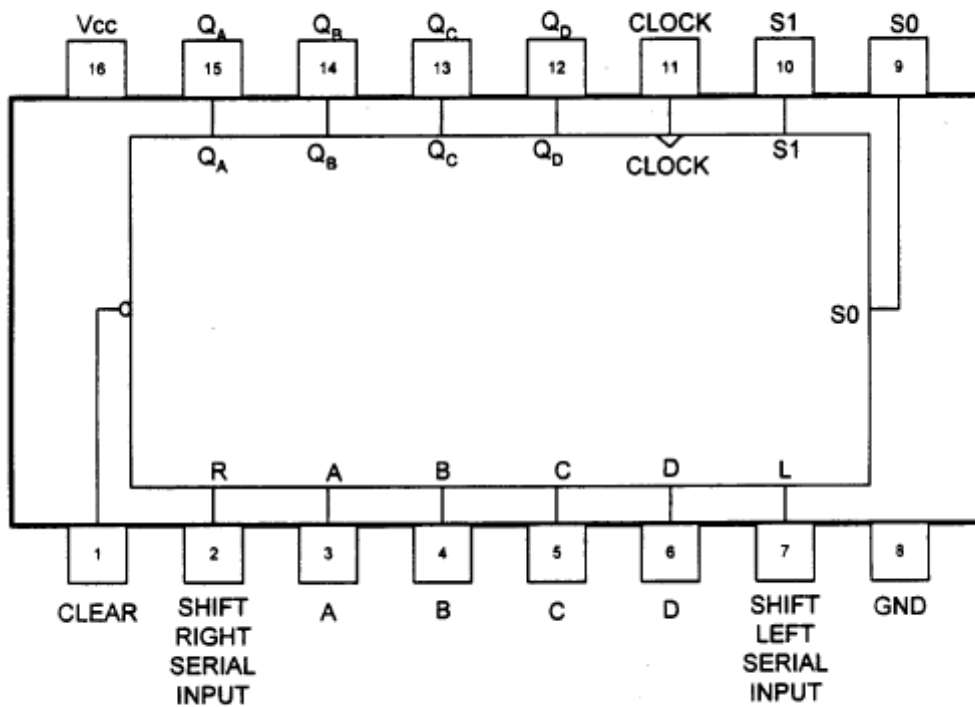 Vcc QA QB QC QD CLOCK S1 S0
16 15 14 13 12 11 10 9
QA QB QC QD CLOCK S1
S0
R A B C D L
1 2 3 4 5 6 7 8
CLEAR SHIFT RIGHT SERIAL INPUT A B C D SHIFT LEFT SERIAL INPUT GND